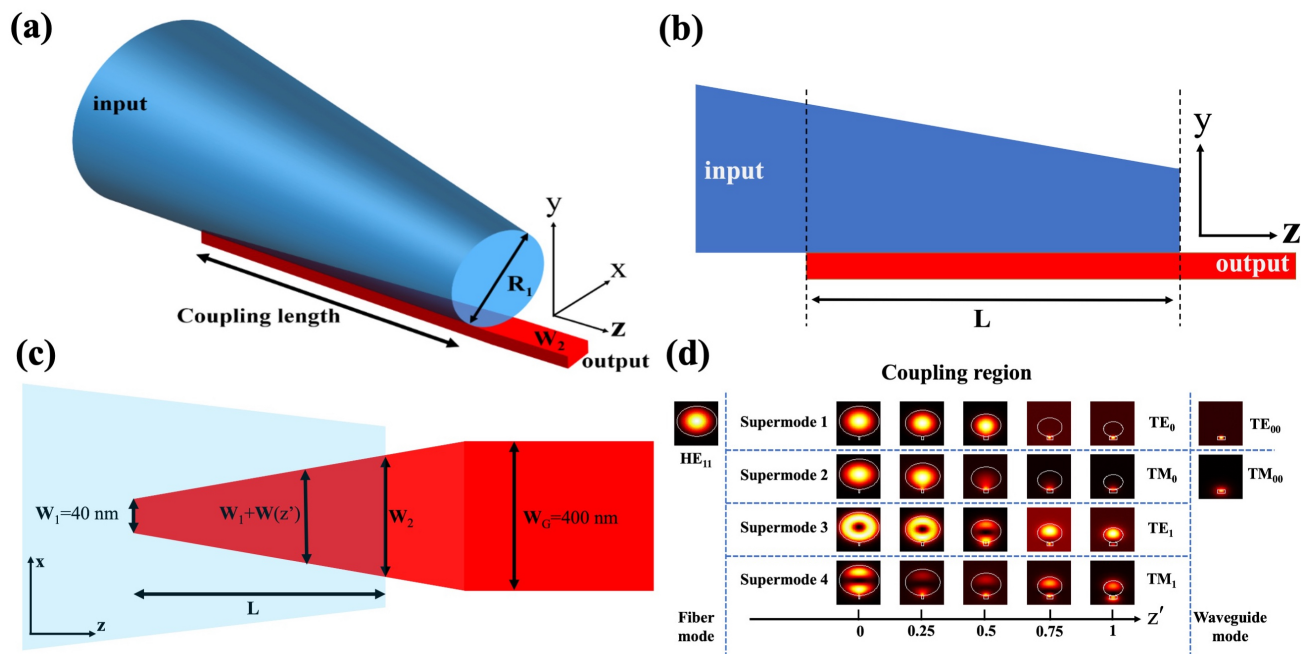 (a)
input
Coupling length
R₁
W₂
output
y
x
z
(b)
input
output
L
y
z
(c)
W₁=40 nm
W₁+W(z’)
W₂
W_G=400 nm
L
x
z
(d)
Coupling region
HE₁₁
Supermode 1
TE₀
TE₀₀
Supermode 2
TM₀
TM₀₀
Supermode 3
TE₁
Supermode 4
TM₁
Fiber
mode
0 0.25 0.5 0.75 1
z′
Waveguide
mode